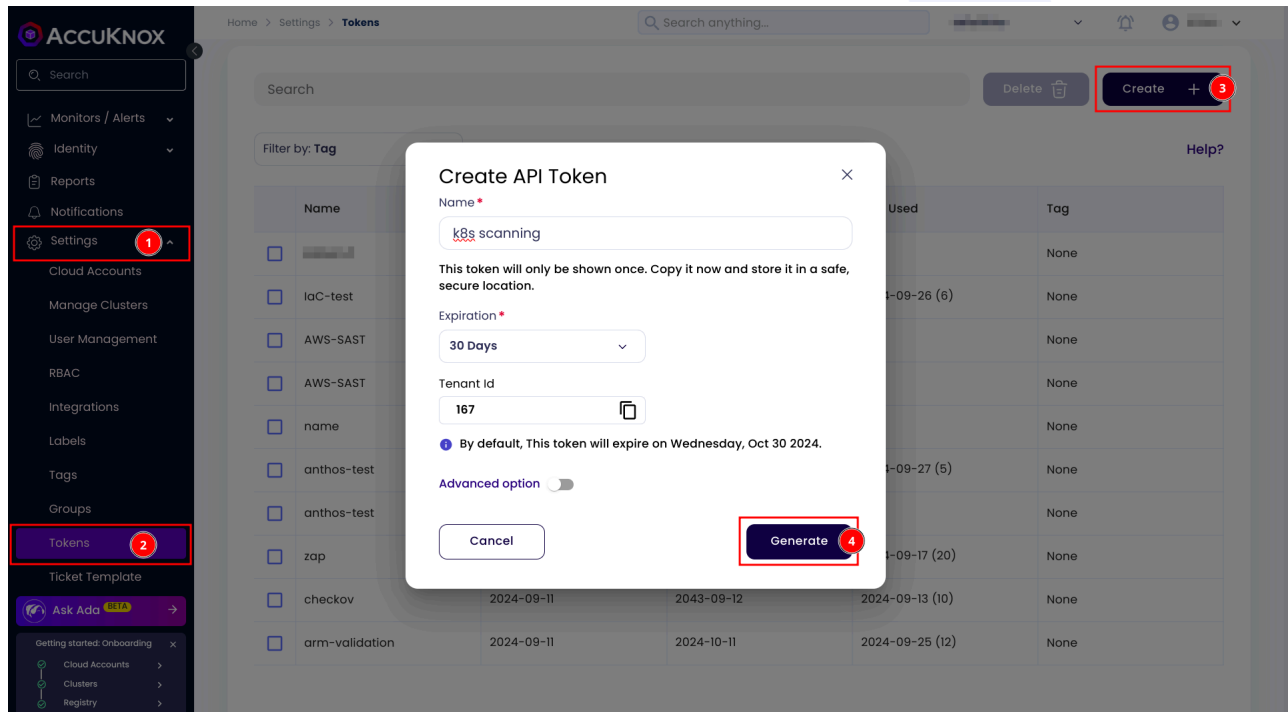 ACCUKNOX
Home > Settings > Tokens
Search anything...
Search
Monitors / Alerts
Identity
Reports
Notifications
Settings
1
Cloud Accounts
Manage Clusters
User Management
RBAC
Integrations
Labels
Tags
Groups
Tokens
2
Ticket Template
Ask Ada BETA
Getting started: Onboarding
Cloud Accounts
Clusters
Registry
Search
Delete
Create +
3
Filter by: Tag
Help?
Name Used Tag
None
IaC-test 4-09-26 (6) None
AWS-SAST None
AWS-SAST None
name None
anthos-test 4-09-27 (5) None
anthos-test None
zap 4-09-17 (20) None
checkov 2024-09-11 2043-09-12 2024-09-13 (10) None
arm-validation 2024-09-11 2024-10-11 2024-09-25 (12) None
Create API Token
Name*
k8s scanning
This token will only be shown once. Copy it now and store it in a safe,
secure location.
Expiration*
30 Days
Tenant Id
167
By default, This token will expire on Wednesday, Oct 30 2024.
Advanced option
Cancel
Generate
4